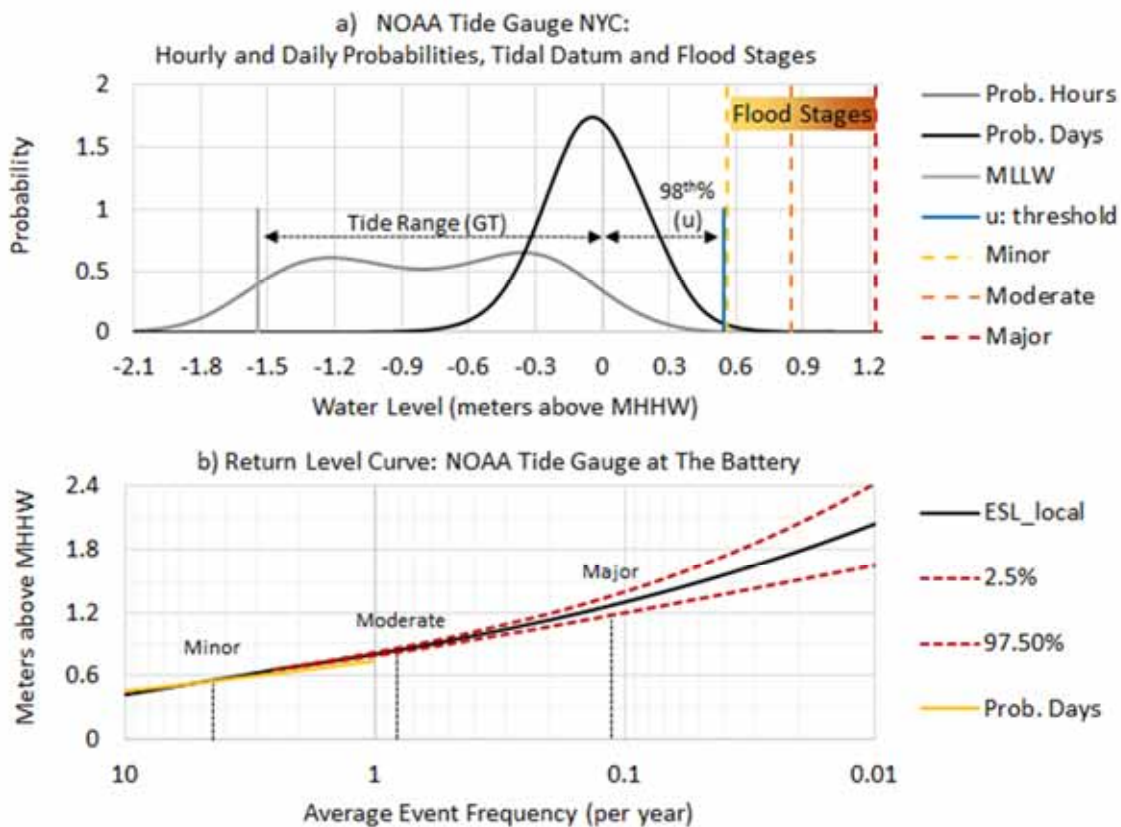 a) NOAA Tide Gauge NYC:
Hourly and Daily Probabilities, Tidal Datum and Flood Stages
Probability
2
1.5
1
0.5
0
Flood Stages
98th%
(u)
Tide Range (GT)
-2.1 -1.8 -1.5 -1.2 -0.9 -0.6 -0.3 0 0.3 0.6 0.9 1.2
Water Level (meters above MHHW)
Prob. Hours
Prob. Days
MLLW
u: threshold
Minor
Moderate
Major
b) Return Level Curve: NOAA Tide Gauge at The Battery
Meters above MHHW
2.4
1.8
1.2
0.6
0
Minor
Moderate
Major
10 1 0.1 0.01
Average Event Frequency (per year)
ESL_local
2.5%
97.50%
Prob. Days